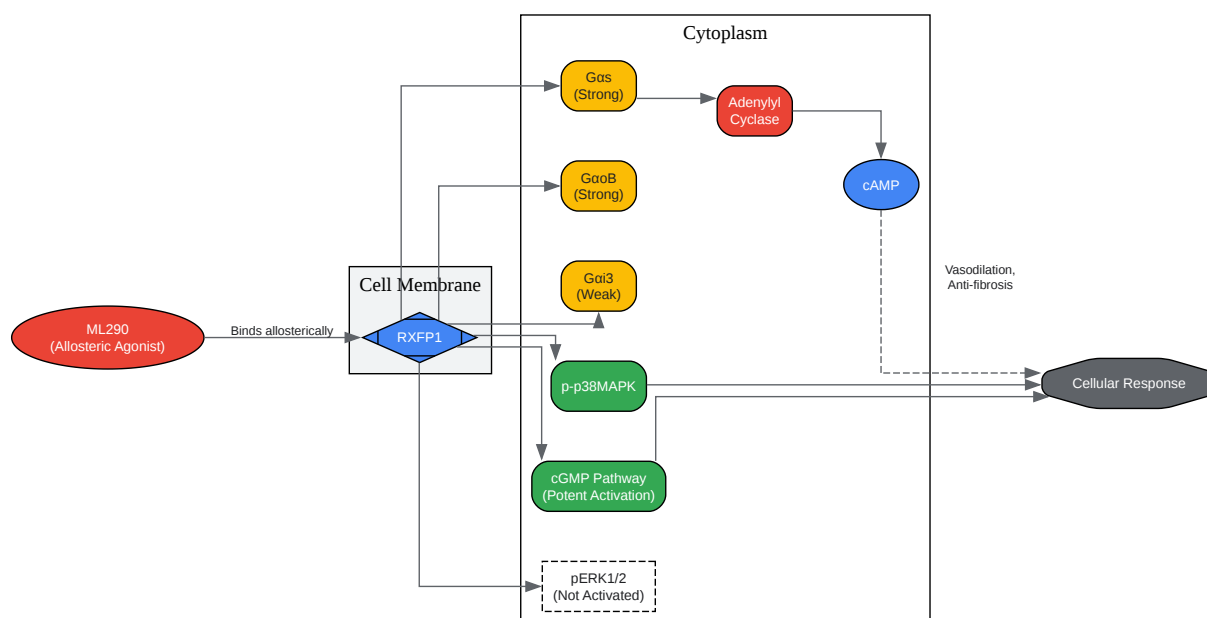 Cytoplasm
Gαs
(Strong)
Adenylyl
Cyclase
GαoB
(Strong)
cAMP
Gαi3
(Weak)
Vasodilation,
Anti-fibrosis
Cell Membrane
ML290
(Allosteric Agonist)
Binds allosterically
RXFP1
p-p38MAPK
Cellular Response
cGMP Pathway
(Potent Activation)
pERK1/2
(Not Activated)